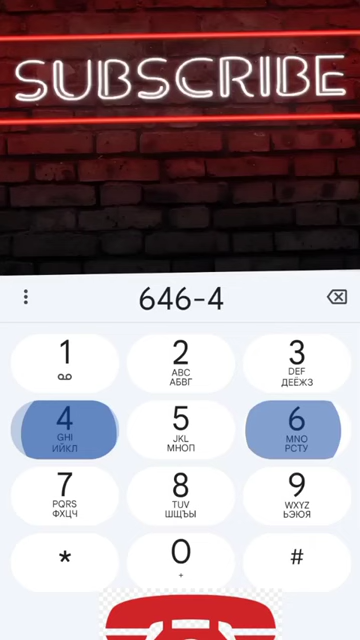 SUBSCRIBE
646-4
1
2
ABC
АБВГ
3
DEF
ДЕЁЖЗ
4
GHI
ИЙКЛ
5
JKL
МНОП
6
MNO
РСТУ
7
PQRS
ФХЦЧ
8
TUV
ШЩЪЫ
9
WXYZ
ЬЭЮЯ
*
0
+
#